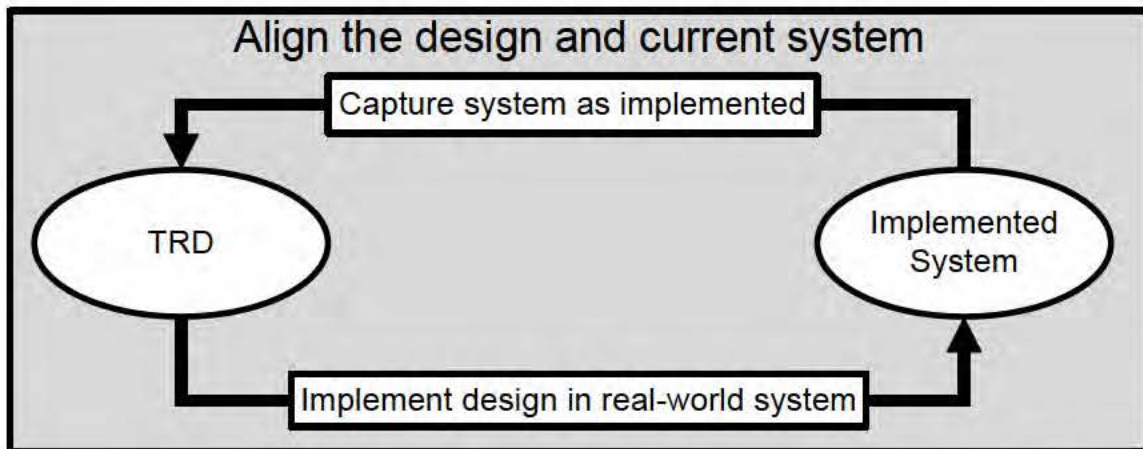 Align the design and current system
Capture system as implemented
TRD
Implemented
System
Implement design in real-world system